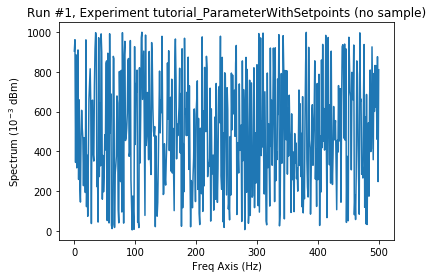 Run #1, Experiment tutorial_ParameterWithSetpoints (no sample)
1000
800
600
400
200
0
Spectrum (10⁻³ dBm)
0 100 200 300 400 500
Freq Axis (Hz)